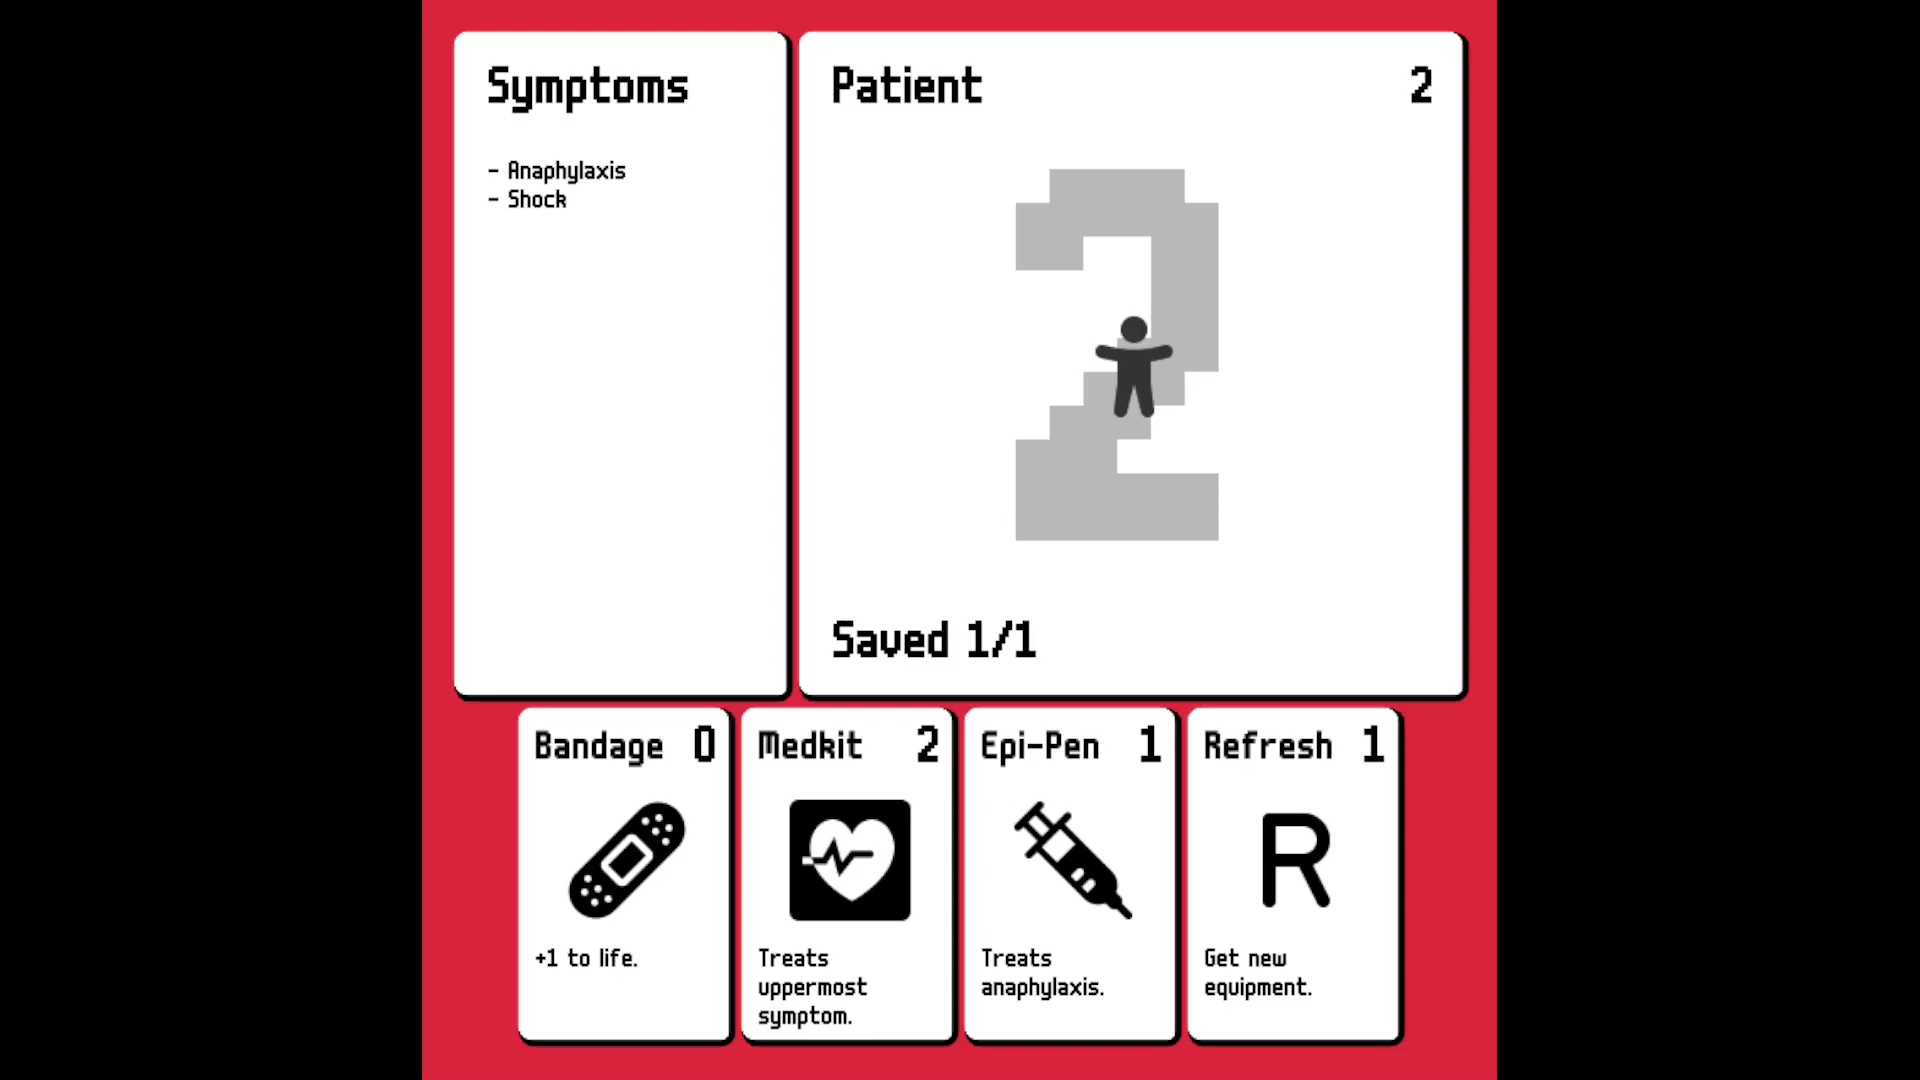 Symptoms
- Anaphylaxis
- Shock
Patient 2
2
Saved 1/1
Bandage 0
+1 to life.
Medkit 2
Treats
uppermost
symptom.
Epi-Pen 1
Treats
anaphylaxis.
Refresh 1
R
Get new
equipment.